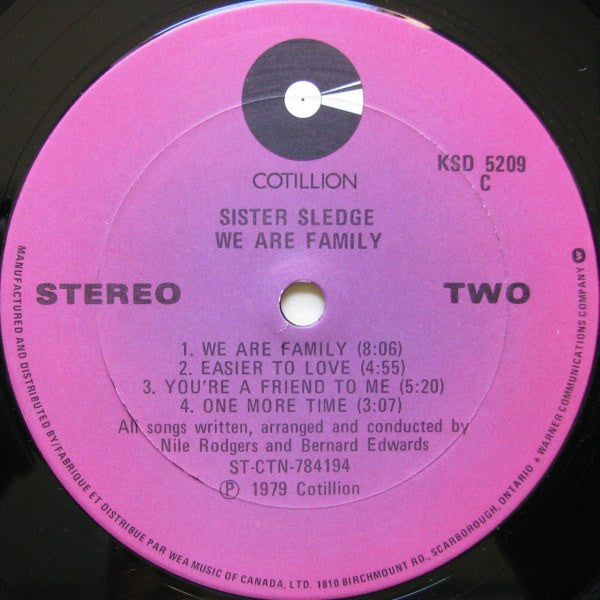 COTILLION
KSD 5209
C
SISTER SLEDGE
WE ARE FAMILY
STEREO
TWO
1. WE ARE FAMILY (8:06)
2. EASIER TO LOVE (4:55)
3. YOU'RE A FRIEND TO ME (5:20)
4. ONE MORE TIME (3:07)
All songs written, arranged and conducted by
Nile Rodgers and Bernard Edwards
ST-CTN-784194
Ⓟ 1979 Cotillion
MANUFACTURED AND DISTRIBUTED BY/FABRIQUE ET DISTRIBUE PAR WEA MUSIC OF CANADA, LTD. 1810 BIRCHMOUNT RD., SCARBOROUGH, ONTARIO a WARNER COMMUNICATIONS COMPANY